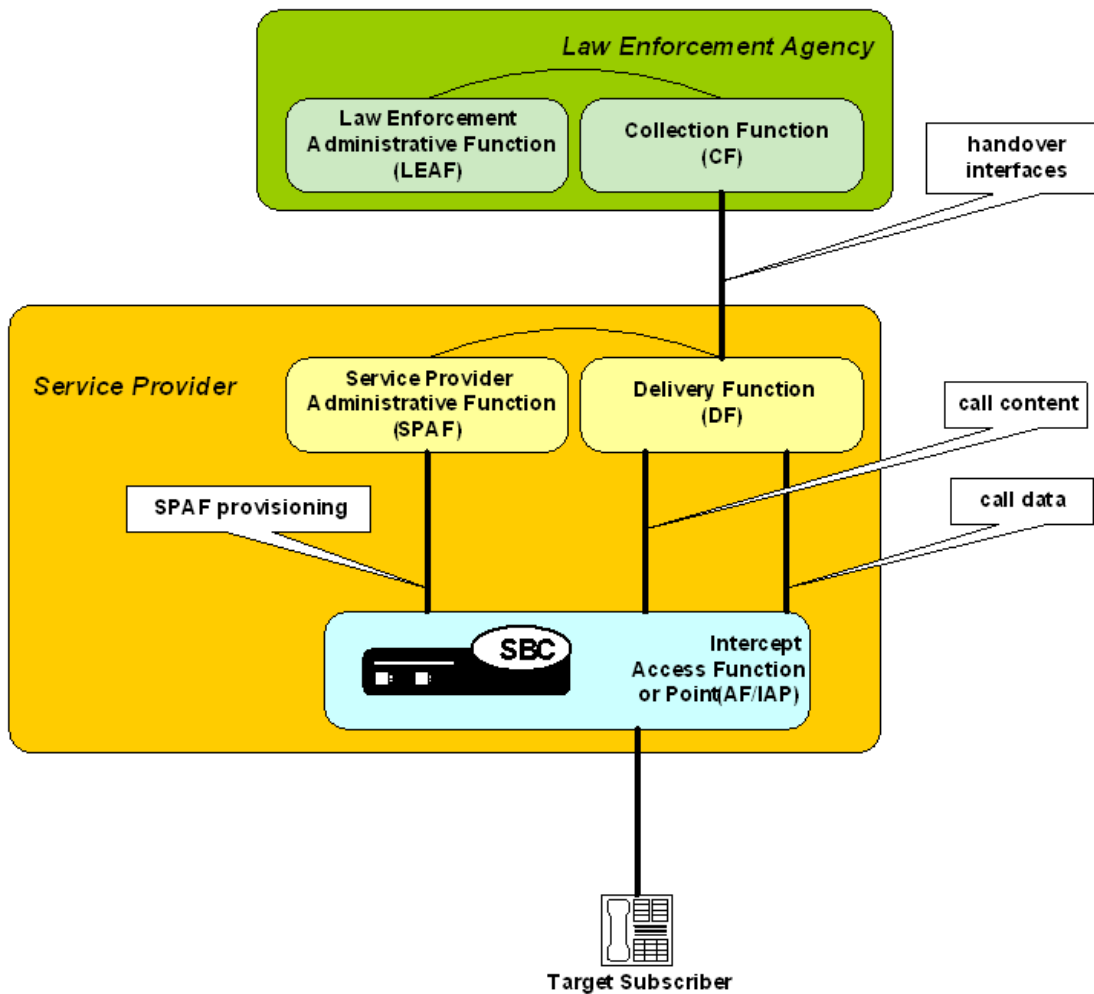 Law Enforcement Agency
Law Enforcement
Administrative Function
(LEAF)
Collection Function
(CF)
handover
interfaces
Service Provider
Service Provider
Administrative Function
(SPAF)
Delivery Function
(DF)
call content
SPAF provisioning
call data
SBC
Intercept
Access Function
or Point(AF/IAP)
Target Subscriber